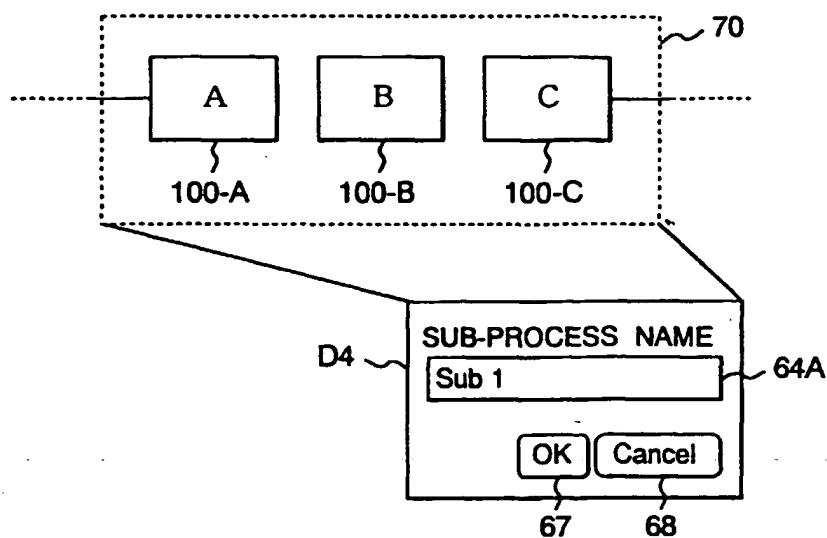 70
A B C
100-A 100-B 100-C
SUB-PROCESS NAME
D4
Sub 1
64A
OK Cancel
67 68